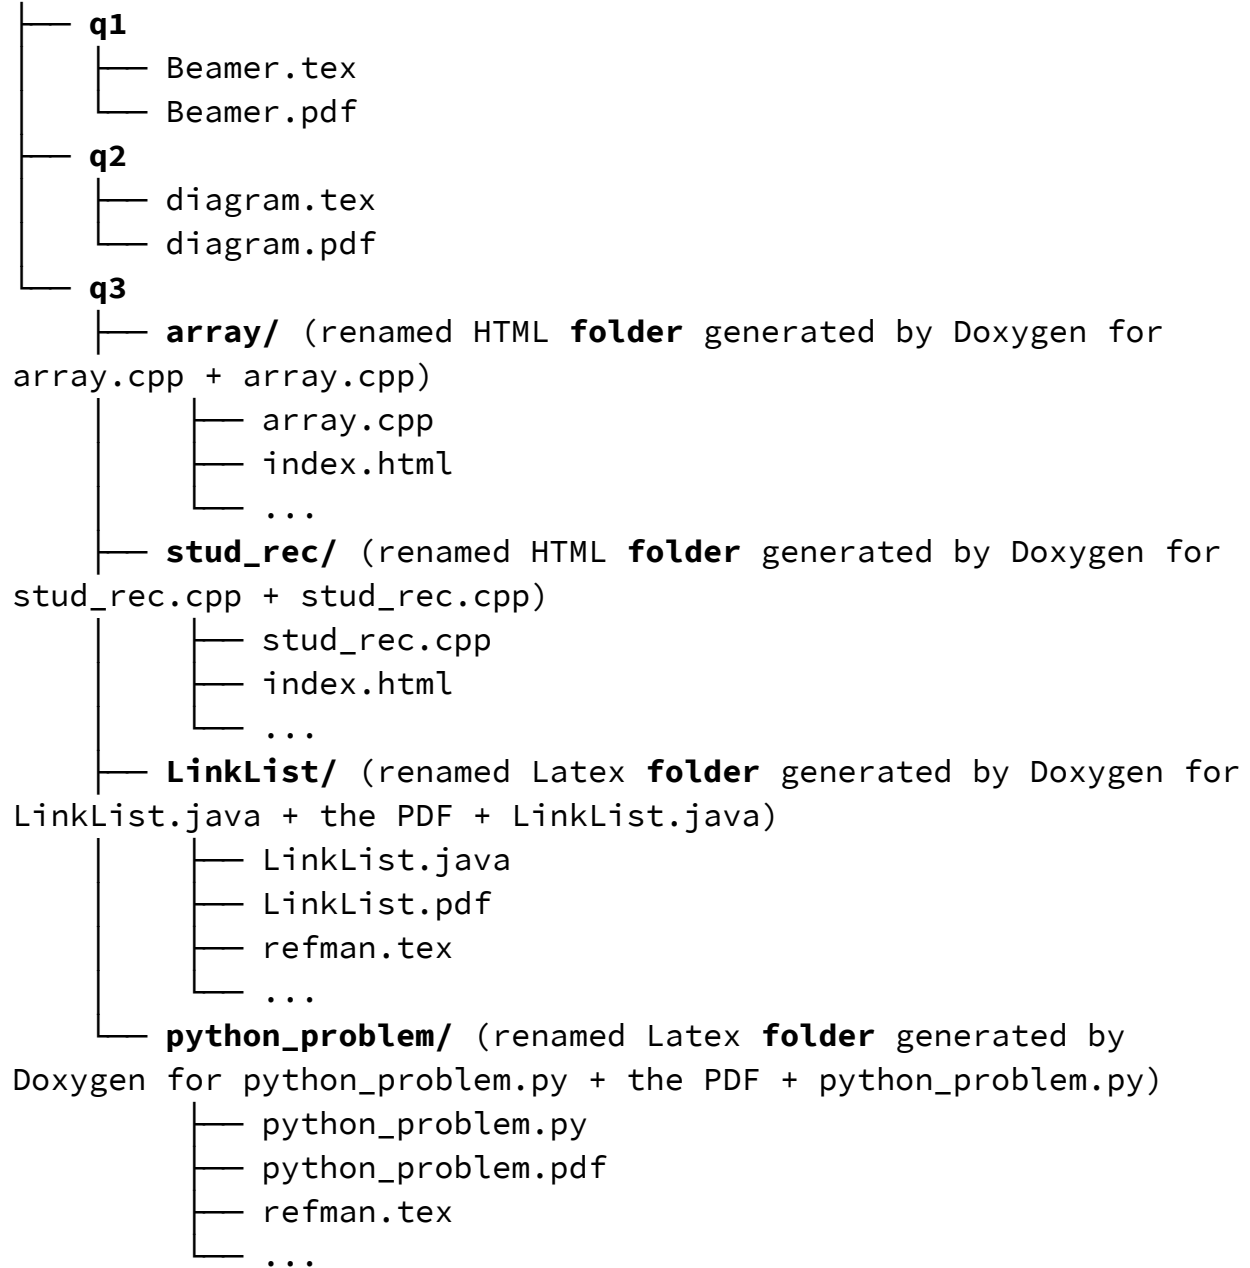 ├── q1
│   ├── Beamer.tex
│   └── Beamer.pdf
├── q2
│   ├── diagram.tex
│   └── diagram.pdf
└── q3
    ├── array/ (renamed HTML folder generated by Doxygen for
array.cpp + array.cpp)
    │    ├── array.cpp
    │    ├── index.html
    │    └── ...
    ├── stud_rec/ (renamed HTML folder generated by Doxygen for
stud_rec.cpp + stud_rec.cpp)
    │    ├── stud_rec.cpp
    │    ├── index.html
    │    └── ...
    ├── LinkList/ (renamed Latex folder generated by Doxygen for
LinkList.java + the PDF + LinkList.java)
    │    ├── LinkList.java
    │    ├── LinkList.pdf
    │    ├── refman.tex
    │    └── ...
    └── python_problem/ (renamed Latex folder generated by
Doxygen for python_problem.py + the PDF + python_problem.py)
         ├── python_problem.py
         ├── python_problem.pdf
         ├── refman.tex
         └── ...